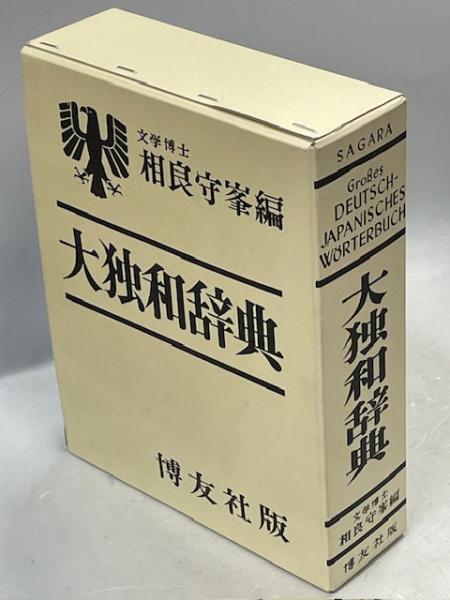 文学博士
相良守峯編
大独和辞典
博友社版
SAGARA
Großes
DEUTSCH-
JAPANISCHES
WÖRTERBUCH
大独和辞典
文学博士
相良守峯編
博友社版